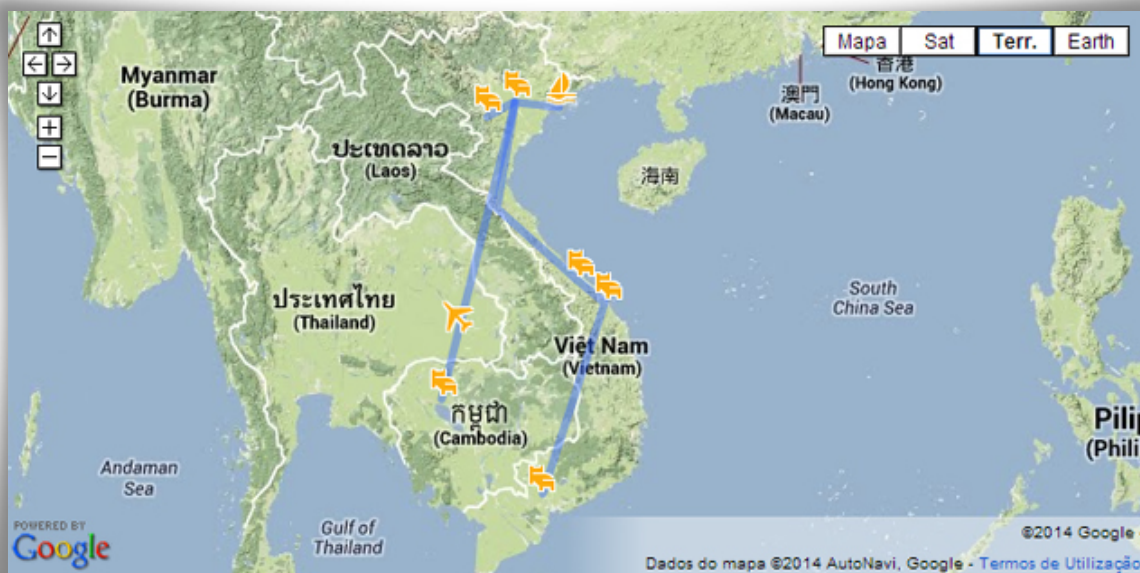 Mapa
Sat
Terr.
Earth
香港
(Hong Kong)
澳門
(Macau)
Myanmar
(Burma)
ປະເທດລາວ
(Laos)
海南
ประเทศไทย
(Thailand)
South
China Sea
Việt Nam
(Vietnam)
កម្ពុជា
(Cambodia)
Andaman
Sea
Gulf of
Thailand
POWERED BY
Google
©2014 Google
Dados do mapa ©2014 AutoNavi, Google - Termos de Utilização